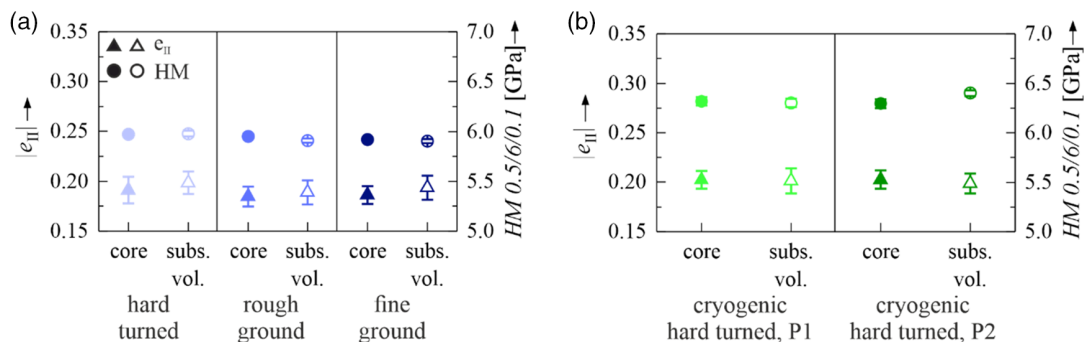 (a)
0.35
0.30
0.25
0.20
0.15
|eII|
eII
HM
7.0
6.5
6.0
5.5
5.0
HM 0.5/6/0.1 [GPa]
core subs. core subs. core subs.
vol. vol. vol.
hard rough fine
turned ground ground
(b)
0.35
0.30
0.25
0.20
0.15
|eII|
7.0
6.5
6.0
5.5
5.0
HM 0.5/6/0.1 [GPa]
core subs. core subs.
vol. vol.
cryogenic cryogenic
hard turned, P1 hard turned, P2